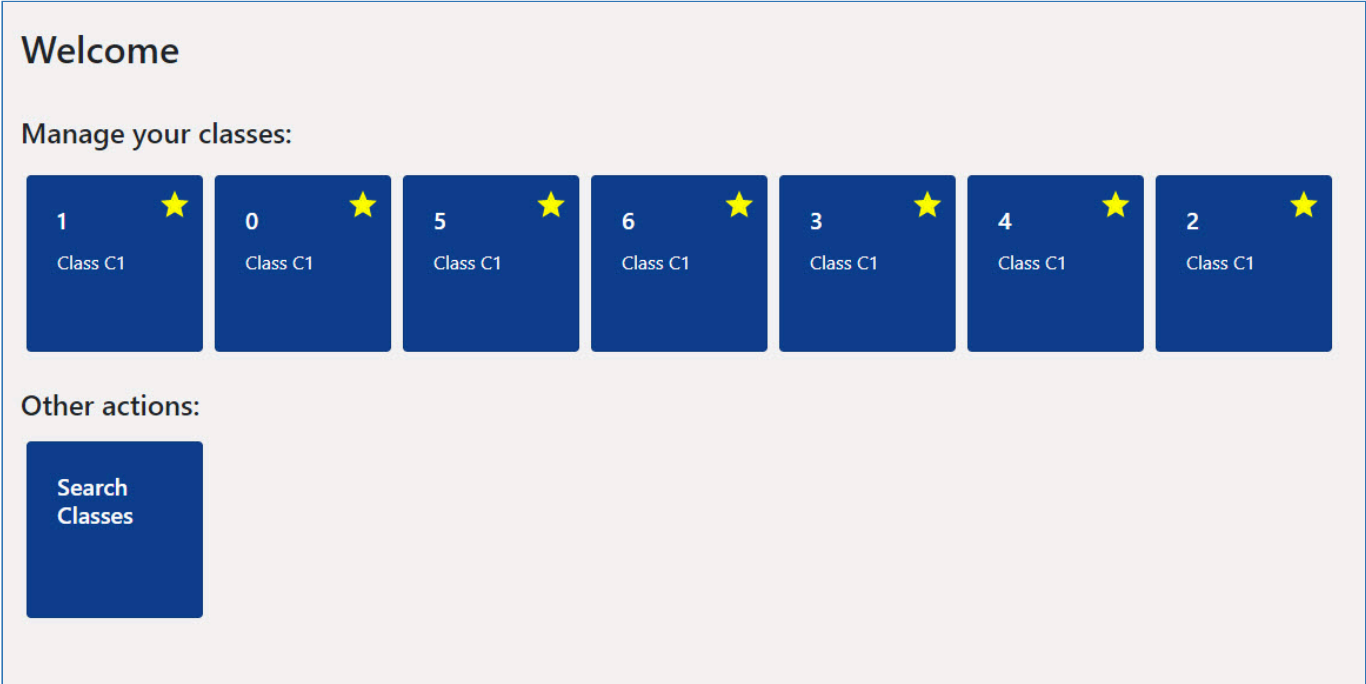 Welcome
Manage your classes:
1 0 5 6 3 4 2
Class C1 Class C1 Class C1 Class C1 Class C1 Class C1 Class C1
Other actions:
Search
Classes